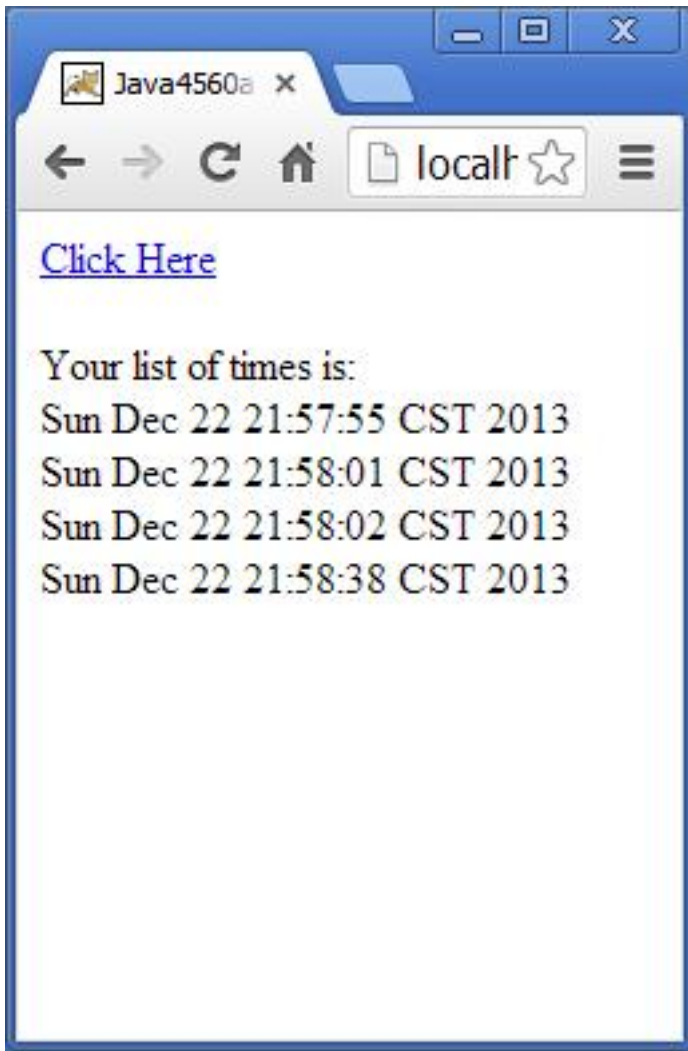 Java4560a
localh
Click Here
Your list of times is:
Sun Dec 22 21:57:55 CST 2013
Sun Dec 22 21:58:01 CST 2013
Sun Dec 22 21:58:02 CST 2013
Sun Dec 22 21:58:38 CST 2013